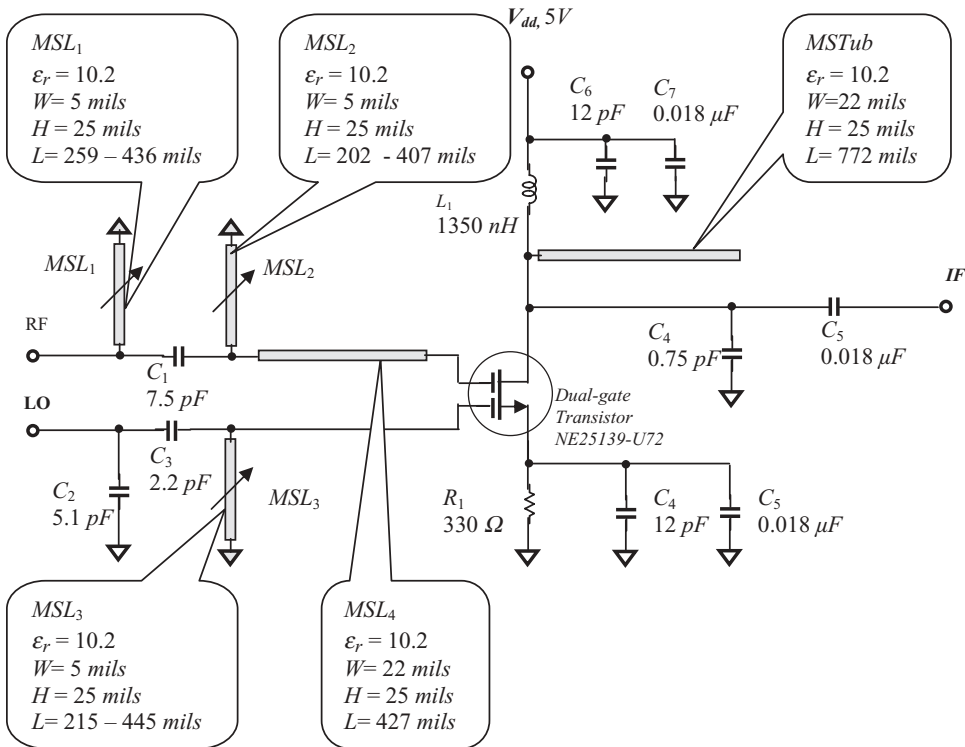 V_dd, 5V
MSL₁
ε_r = 10.2
W= 5 mils
H = 25 mils
L= 259 – 436 mils
MSL₂
ε_r = 10.2
W= 5 mils
H = 25 mils
L= 202 - 407 mils
MSTub
ε_r = 10.2
W=22 mils
H = 25 mils
L= 772 mils
C₆
12 pF
C₇
0.018 μF
L₁
1350 nH
MSL₁
MSL₂
IF
RF
C₁
7.5 pF
C₄
0.75 pF
C₅
0.018 μF
LO
Dual-gate
Transistor
NE25139-U72
C₃
2.2 pF
C₂
5.1 pF
MSL₃
R₁
330 Ω
C₄
12 pF
C₅
0.018 μF
MSL₃
ε_r = 10.2
W= 5 mils
H = 25 mils
L= 215 – 445 mils
MSL₄
ε_r = 10.2
W= 22 mils
H = 25 mils
L= 427 mils